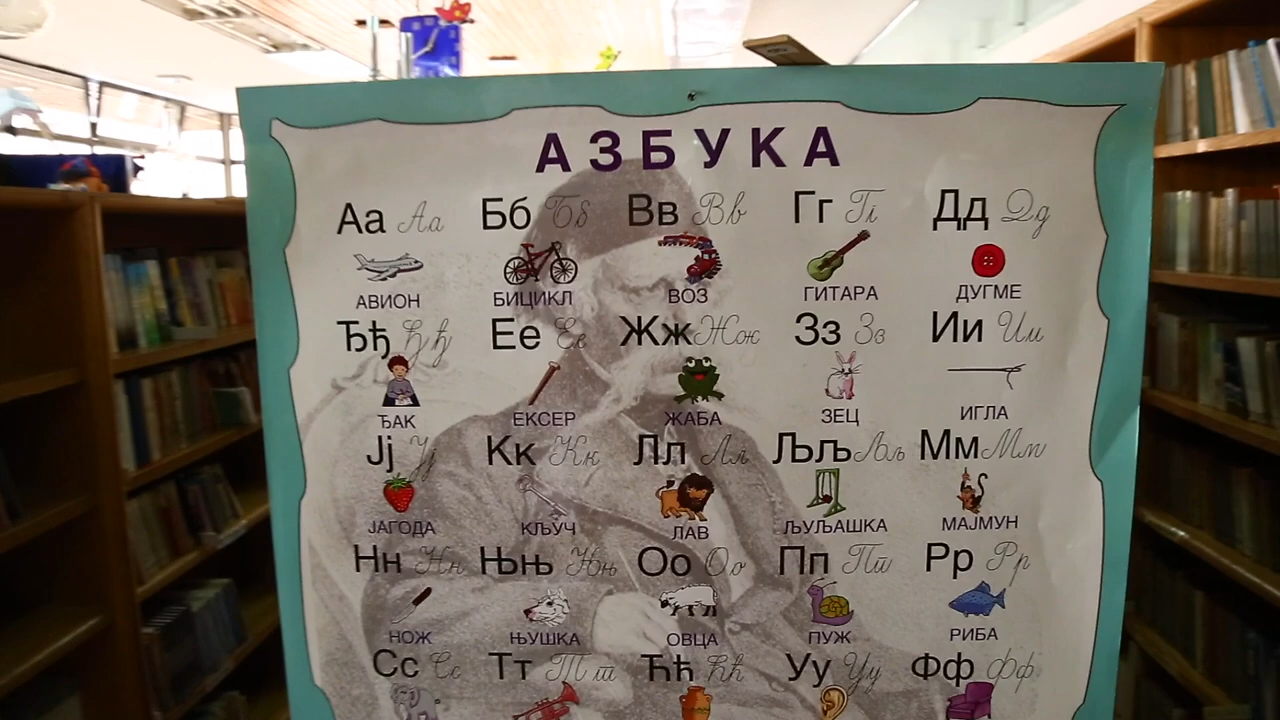 АЗБУКА
Аа Аа Бб Бб Вв Вв Гг Гг Дд Дд
АВИОН БИЦИКЛ ВОЗ ГИТАРА ДУГМЕ
Ђђ Ђђ Ее Ее Жж Жж Зз Зз Ии Ии
ЂАК ЕКСЕР ЖАБА ЗЕЦ ИГЛА
Јј Јј Кк Кк Лл Лл Љљ Љљ Мм Мм
ЈАГОДА КЉУЧ ЛАВ ЉУЉАШКА МАЈМУН
Нн Нн Њњ Њњ Оо Оо Пп Пп Рр Рр
НОЖ ЊУШКА ОВЦА ПУЖ РИБА
Сс Сс Тт Тт Ћћ Ћћ Уу Уу Фф Фф